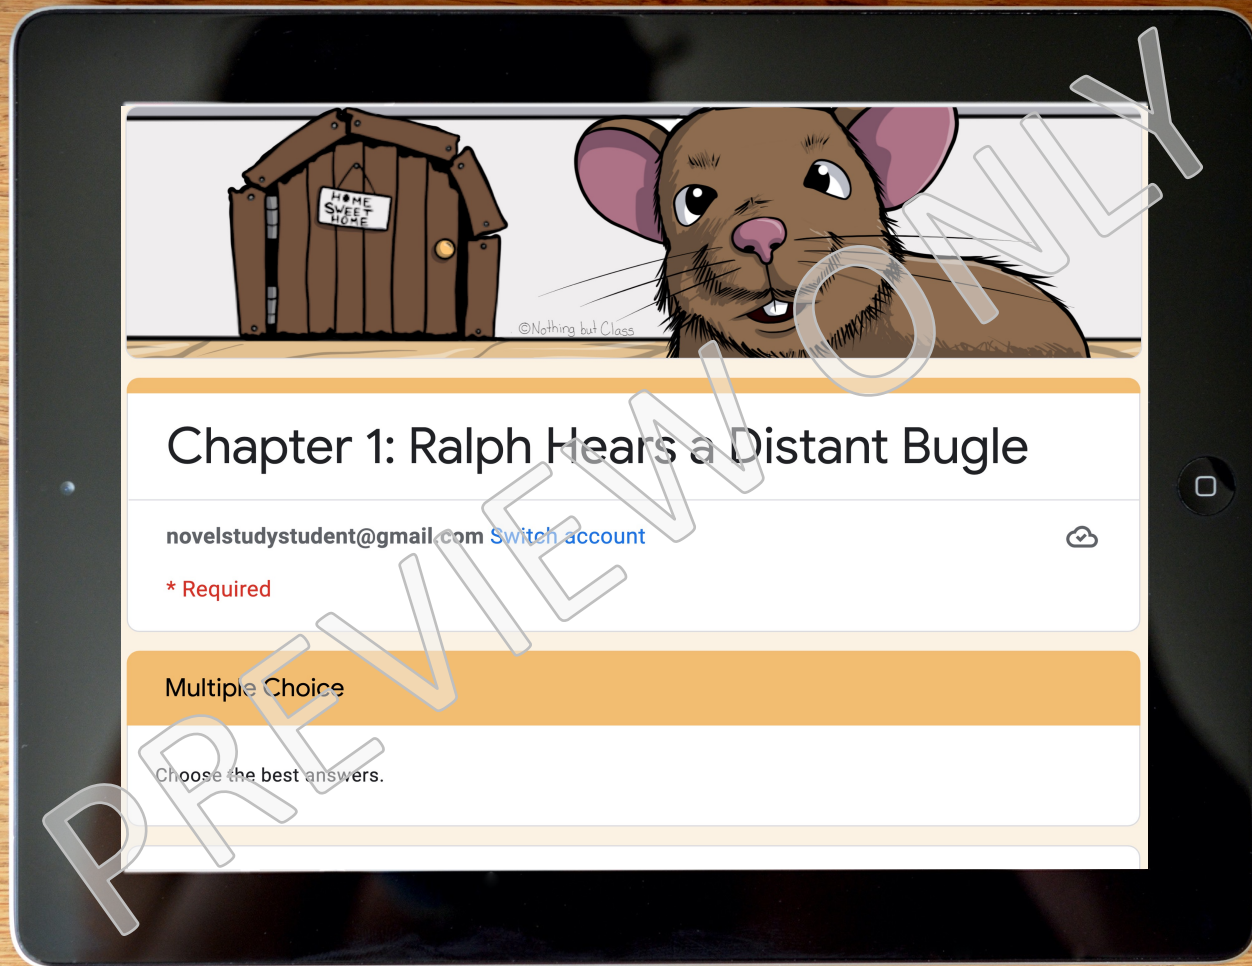 HOME
SWEET
HOME
©Nothing but Class
Chapter 1: Ralph Hears a Distant Bugle
novelstudystudent@gmail.com Switch account
* Required
Multiple Choice
Choose the best answers.
PREVIEW ONLY